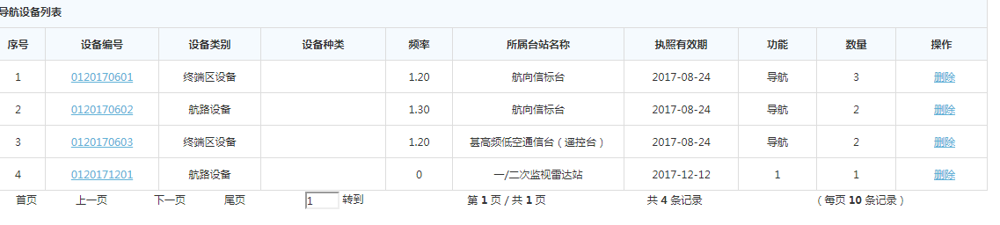 导航设备列表
序号 设备编号 设备类别 设备种类 频率 所属台站名称 执照有效期 功能 数量 操作
1 0120170601 终端区设备 1.20 航向信标台 2017-08-24 导航 3 删除
2 0120170602 航路设备 1.30 航向信标台 2017-08-24 导航 2 删除
3 0120170603 终端区设备 1.20 甚高频低空通信台（遥控台） 2017-08-24 导航 2 删除
4 0120171201 航路设备 0 一/二次监视雷达站 2017-12-12 1 1 删除
首页 上一页 下一页 尾页 1 转到 第 1 页 / 共 1 页 共 4 条记录 （每页 10 条记录）